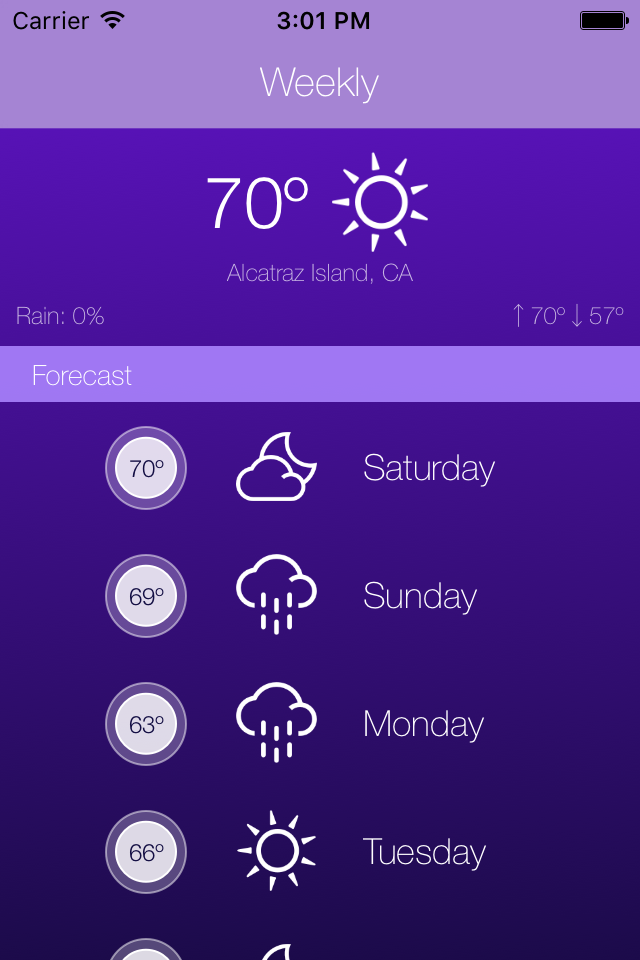 Carrier 3:01 PM
Weekly
70º
Alcatraz Island, CA
Rain: 0% ↑ 70º ↓ 57º
Forecast
70º Saturday
69º Sunday
63º Monday
66º Tuesday